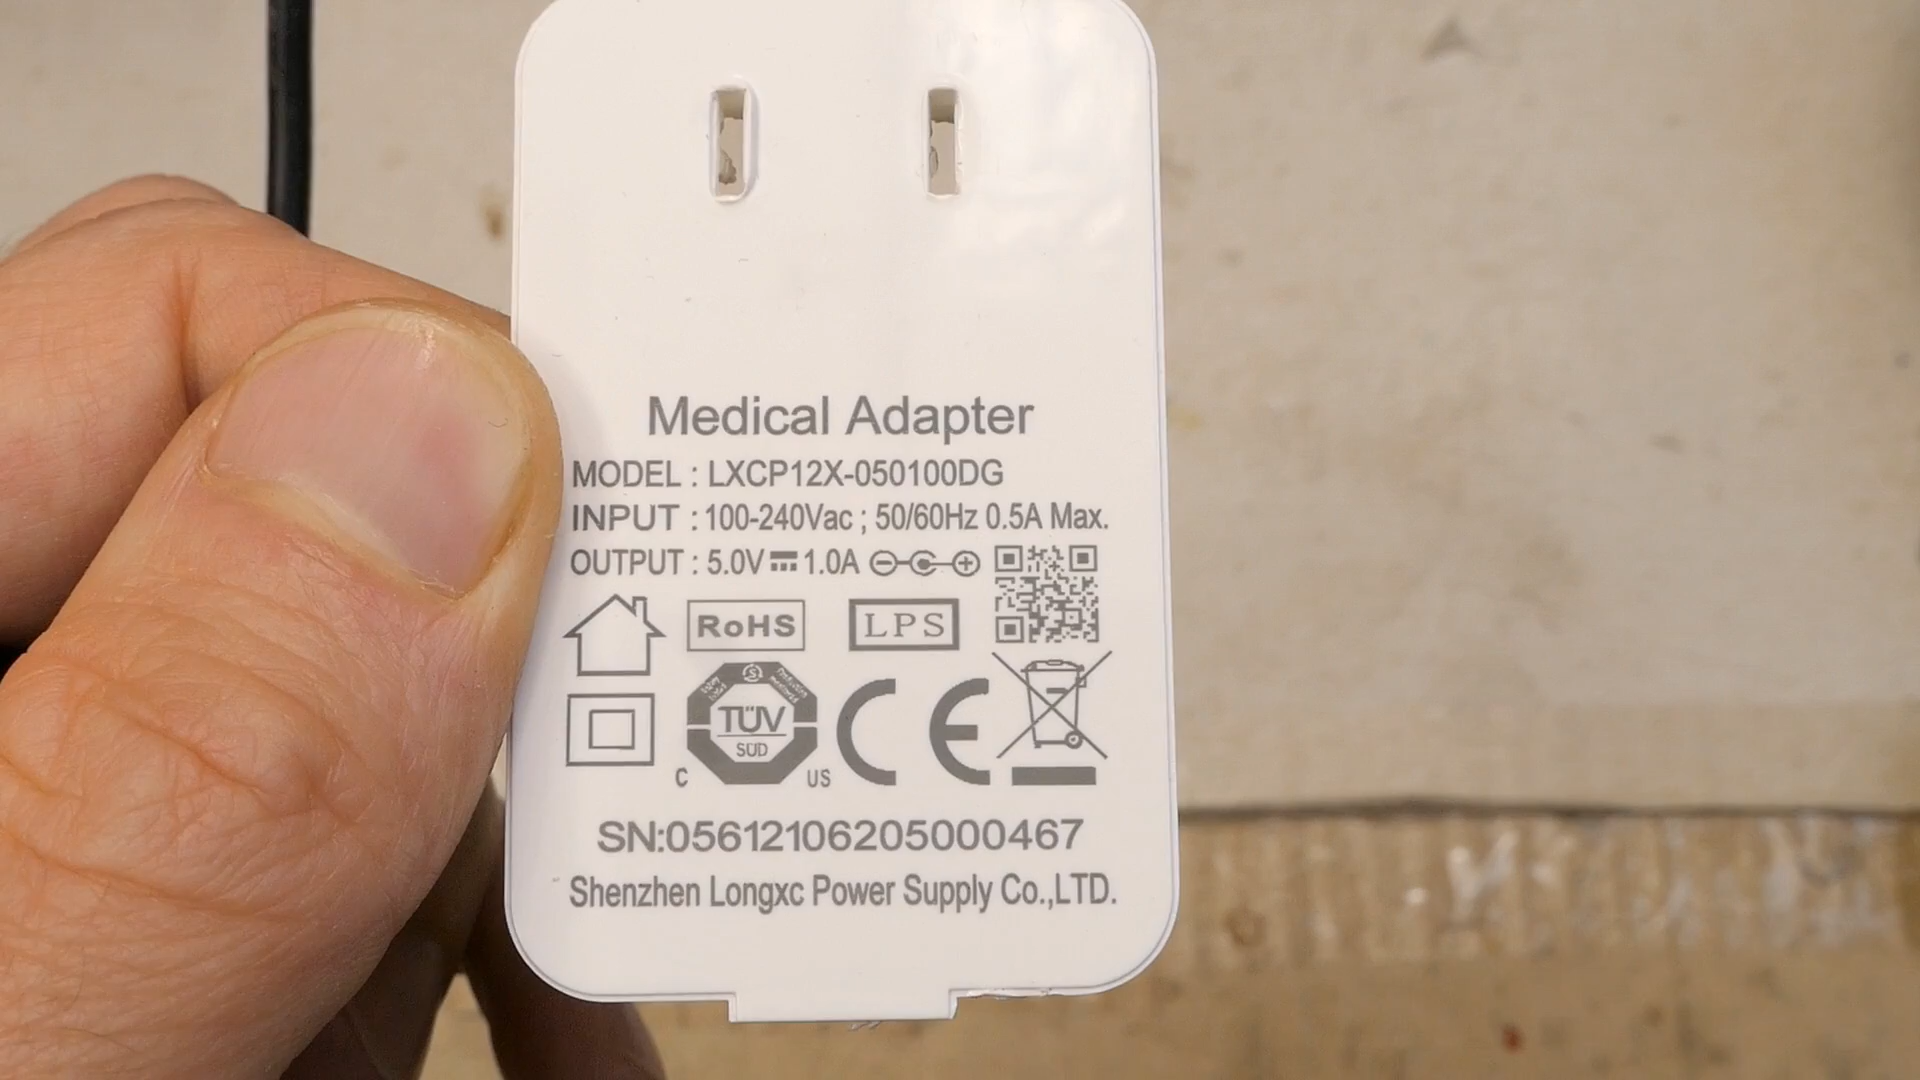 Medical Adapter
MODEL : LXCP12X-050100DG
INPUT : 100-240Vac ; 50/60Hz 0.5A Max.
OUTPUT : 5.0V 1.0A
RoHS LPS
TÜV
SÜD
C US CE
SN:05612106205000467
Shenzhen Longxc Power Supply Co.,LTD.